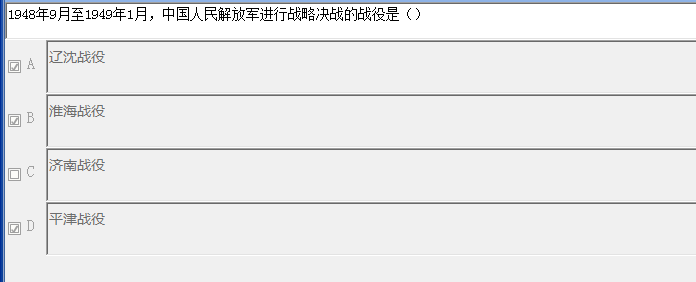 1948年9月至1949年1月，中国人民解放军进行战略决战的战役是（）
A 辽沈战役
B 淮海战役
C 济南战役
D 平津战役